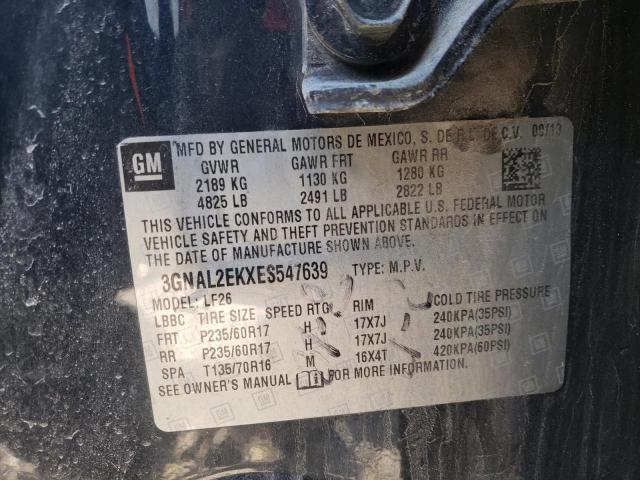 GM
MFD BY GENERAL MOTORS DE MEXICO, S. DE R.L. DE C.V. 09/13
GVWR GAWR FRT GAWR RR
2189 KG 1130 KG 1280 KG
4825 LB 2491 LB 2822 LB
THIS VEHICLE CONFORMS TO ALL APPLICABLE U.S. FEDERAL MOTOR
VEHICLE SAFETY AND THEFT PREVENTION STANDARDS IN EFFECT ON
THE DATE OF MANUFACTURE SHOWN ABOVE.
3GNAL2EKXES547639 TYPE: M.P.V.
MODEL: LF26
LBBC TIRE SIZE SPEED RTG RIM COLD TIRE PRESSURE
FRT P235/60R17 H 17X7J 240KPA(35PSI)
RR P235/60R17 H 17X7J 240KPA(35PSI)
SPA T135/70R16 M 16X4T 420KPA(60PSI)
SEE OWNER'S MANUAL FOR MORE INFORMATION.